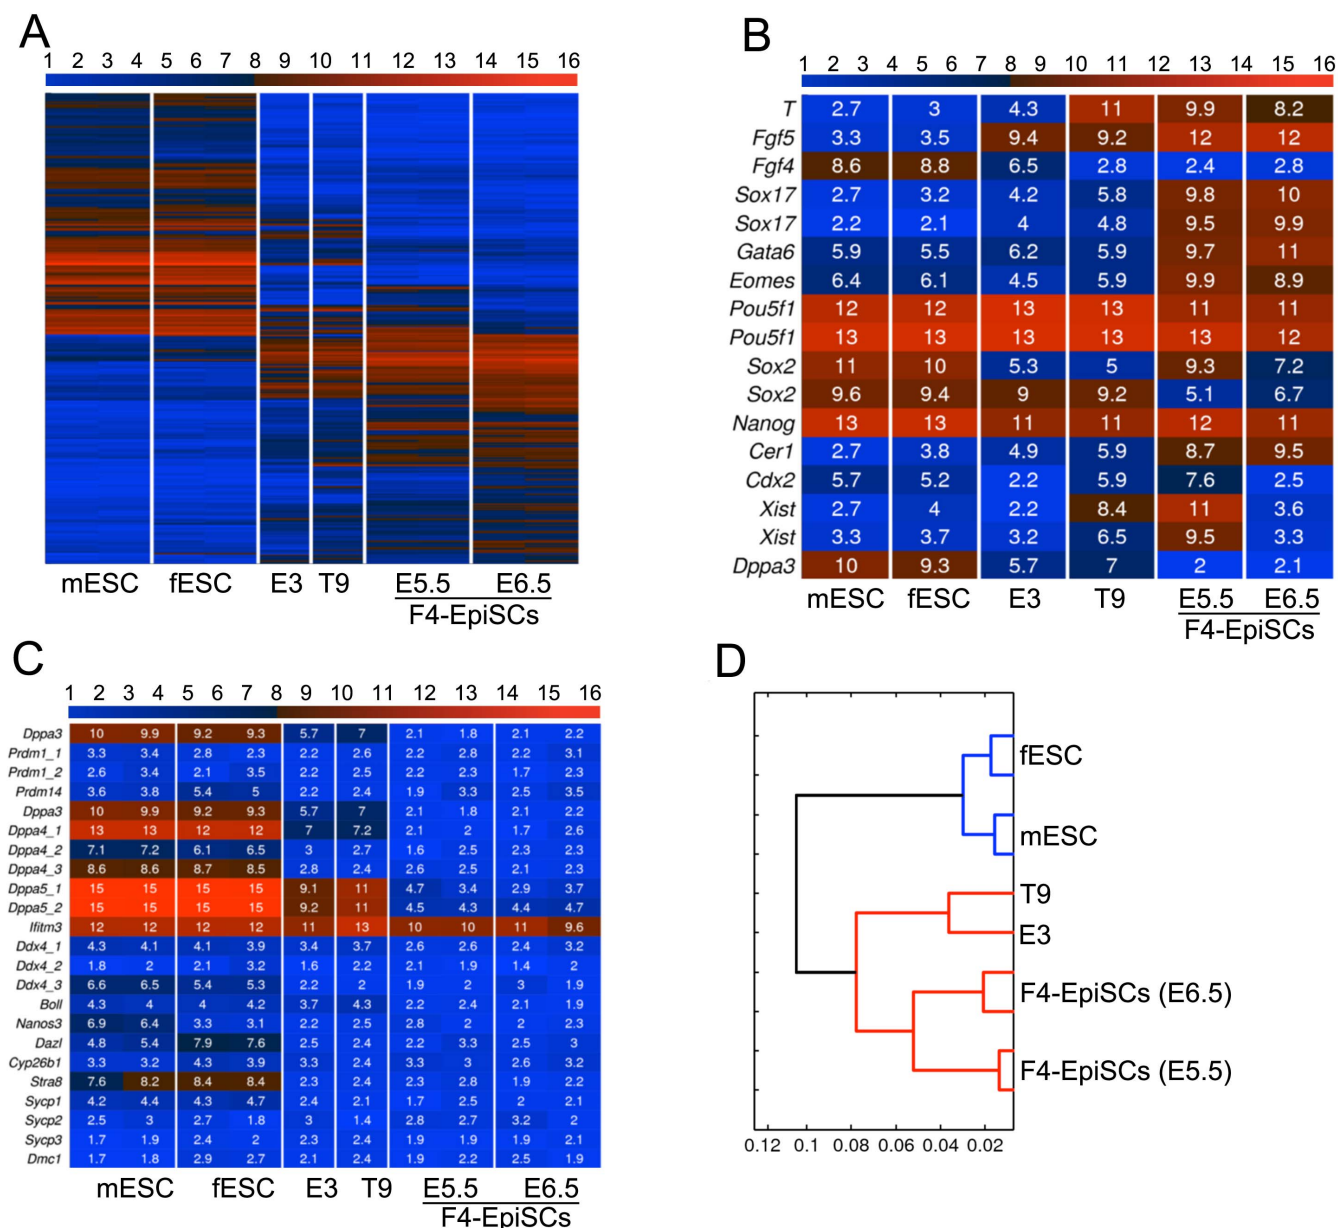 A
1 2 3 4 5 6 7 8 9 10 11 12 13 14 15 16
mESC fESC E3 T9 E5.5 E6.5
F4-EpiSCs
B
1 2 3 4 5 6 7 8 9 10 11 12 13 14 15 16
T 2.7 3 4.3 11 9.9 8.2
Fgf5 3.3 3.5 9.4 9.2 12 12
Fgf4 8.6 8.8 6.5 2.8 2.4 2.8
Sox17 2.7 3.2 4.2 5.8 9.8 10
Sox17 2.2 2.1 4 4.8 9.5 9.9
Gata6 5.9 5.5 6.2 5.9 9.7 11
Eomes 6.4 6.1 4.5 5.9 9.9 8.9
Pou5f1 12 12 13 13 11 11
Pou5f1 13 13 13 13 13 12
Sox2 11 10 5.3 5 9.3 7.2
Sox2 9.6 9.4 9 9.2 5.1 6.7
Nanog 13 13 11 11 12 11
Cer1 2.7 3.8 4.9 5.9 8.7 9.5
Cdx2 5.7 5.2 2.2 5.9 7.6 2.5
Xist 2.7 4 2.2 8.4 11 3.6
Xist 3.3 3.7 3.2 6.5 9.5 3.3
Dppa3 10 9.3 5.7 7 2 2.1
mESC fESC E3 T9 E5.5 E6.5
F4-EpiSCs
C
1 2 3 4 5 6 7 8 9 10 11 12 13 14 15 16
Dppa3 10 9.9 9.2 9.3 5.7 7 2.1 1.8 2.1 2.2
Prdm1_1 3.3 3.4 2.8 2.3 2.2 2.6 2.2 2.8 2.2 3.1
Prdm1_2 2.6 3.4 2.1 3.5 2.2 2.5 2.2 2.3 1.7 2.3
Prdm14 3.6 3.8 5.4 5 2.2 2.4 1.9 3.3 2.5 3.5
Dppa3 10 9.9 9.2 9.3 5.7 7 2.1 1.8 2.1 2.2
Dppa4_1 13 13 12 12 7 7.2 2.1 2 1.7 2.6
Dppa4_2 7.1 7.2 6.1 6.5 3 2.7 1.6 2.5 2.3 2.3
Dppa4_3 8.6 8.6 8.7 8.5 2.8 2.4 2.6 2.5 2.1 2.3
Dppa5_1 15 15 15 15 9.1 11 4.7 3.4 2.9 3.7
Dppa5_2 15 15 15 15 9.2 11 4.5 4.3 4.4 4.7
Ifitm3 12 12 12 12 11 13 10 10 11 9.6
Ddx4_1 4.3 4.1 4.1 3.9 3.4 3.7 2.6 2.6 2.4 3.2
Ddx4_2 1.8 2 2.1 3.2 1.6 2.2 2.1 1.9 1.4 2
Ddx4_3 6.6 6.5 5.4 5.3 2.2 2 1.9 2 3 1.9
Boll 4.3 4 4 4.2 3.7 4.3 2.2 2.4 2.1 1.9
Nanos3 6.9 6.4 3.3 3.1 2.2 2.5 2.8 2 2 2.3
Dazl 4.8 5.4 7.9 7.6 2.5 2.4 2.2 3.3 2.5 3
Cyp26b1 3.3 3.2 4.3 3.9 3.3 2.4 3.3 3 2.6 3.2
Stra8 7.6 8.2 8.4 8.4 2.3 2.4 2.3 2.8 1.9 2.2
Sycp1 4.2 4.4 4.3 4.7 2.4 2.1 1.7 2.5 2 2.1
Sycp2 2.5 3 2.7 1.8 3 1.4 2.8 2.7 3.2 2
Sycp3 1.7 1.9 2.4 2 2.3 2.4 1.9 1.9 1.9 2.1
Dmc1 1.7 1.8 2.9 2.7 2.1 2.4 1.9 2.2 2.5 1.9
mESC fESC E3 T9 E5.5 E6.5
F4-EpiSCs
D
fESC
mESC
T9
E3
F4-EpiSCs (E6.5)
F4-EpiSCs (E5.5)
0.12 0.1 0.08 0.06 0.04 0.02